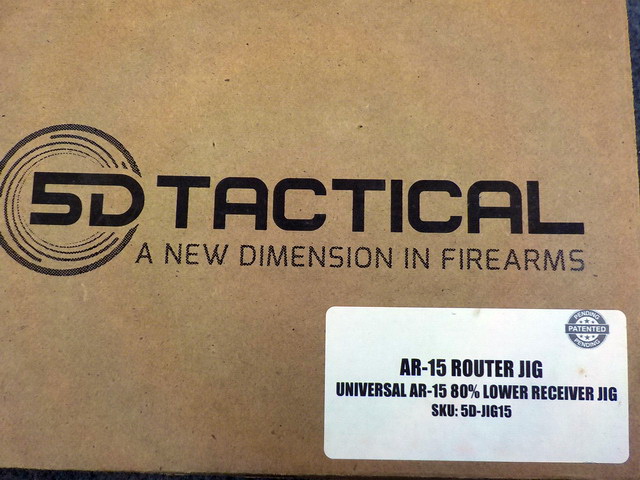 5D TACTICAL
A NEW DIMENSION IN FIREARMS
PENDING
PATENTED
PENDING
AR-15 ROUTER JIG
UNIVERSAL AR-15 80% LOWER RECEIVER JIG
SKU: 5D-JIG15